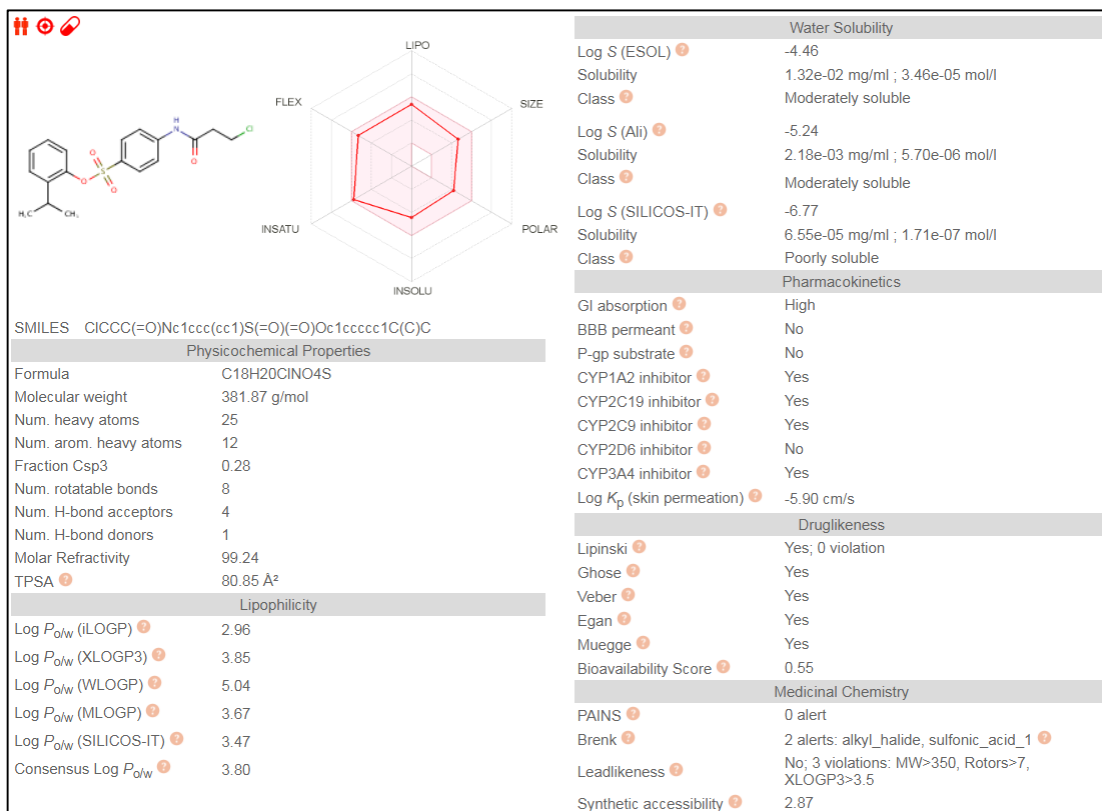 LIPO
FLEX
SIZE
INSATU
POLAR
INSOLU
N
H
O
Cl
O
S
O
O
H₃C
CH₃
SMILES ClCCC(=O)Nc1ccc(cc1)S(=O)(=O)Oc1ccccc1C(C)C
Physicochemical Properties
Formula C18H20ClNO4S
Molecular weight 381.87 g/mol
Num. heavy atoms 25
Num. arom. heavy atoms 12
Fraction Csp3 0.28
Num. rotatable bonds 8
Num. H-bond acceptors 4
Num. H-bond donors 1
Molar Refractivity 99.24
TPSA ? 80.85 Å²
Lipophilicity
Log Po/w (iLOGP) ? 2.96
Log Po/w (XLOGP3) ? 3.85
Log Po/w (WLOGP) ? 5.04
Log Po/w (MLOGP) ? 3.67
Log Po/w (SILICOS-IT) ? 3.47
Consensus Log Po/w ? 3.80
Water Solubility
Log S (ESOL) ? -4.46
Solubility 1.32e-02 mg/ml ; 3.46e-05 mol/l
Class ? Moderately soluble
Log S (Ali) ? -5.24
Solubility 2.18e-03 mg/ml ; 5.70e-06 mol/l
Class ? Moderately soluble
Log S (SILICOS-IT) ? -6.77
Solubility 6.55e-05 mg/ml ; 1.71e-07 mol/l
Class ? Poorly soluble
Pharmacokinetics
GI absorption ? High
BBB permeant ? No
P-gp substrate ? No
CYP1A2 inhibitor ? Yes
CYP2C19 inhibitor ? Yes
CYP2C9 inhibitor ? Yes
CYP2D6 inhibitor ? No
CYP3A4 inhibitor ? Yes
Log Kp (skin permeation) ? -5.90 cm/s
Druglikeness
Lipinski ? Yes; 0 violation
Ghose ? Yes
Veber ? Yes
Egan ? Yes
Muegge ? Yes
Bioavailability Score ? 0.55
Medicinal Chemistry
PAINS ? 0 alert
Brenk ? 2 alerts: alkyl_halide, sulfonic_acid_1 ?
Leadlikeness ? No; 3 violations: MW>350, Rotors>7,
XLOGP3>3.5
Synthetic accessibility ? 2.87